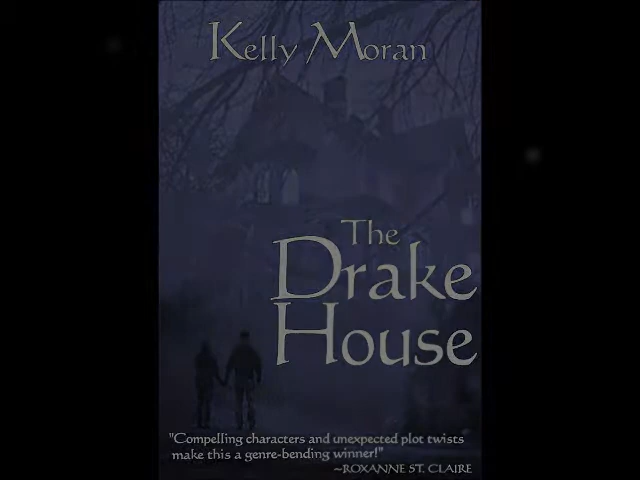 Kelly Moran
The
Drake
House
"Compelling characters and unexpected plot twists
make this a genre-bending winner!"
~ROXANNE ST. CLAIRE